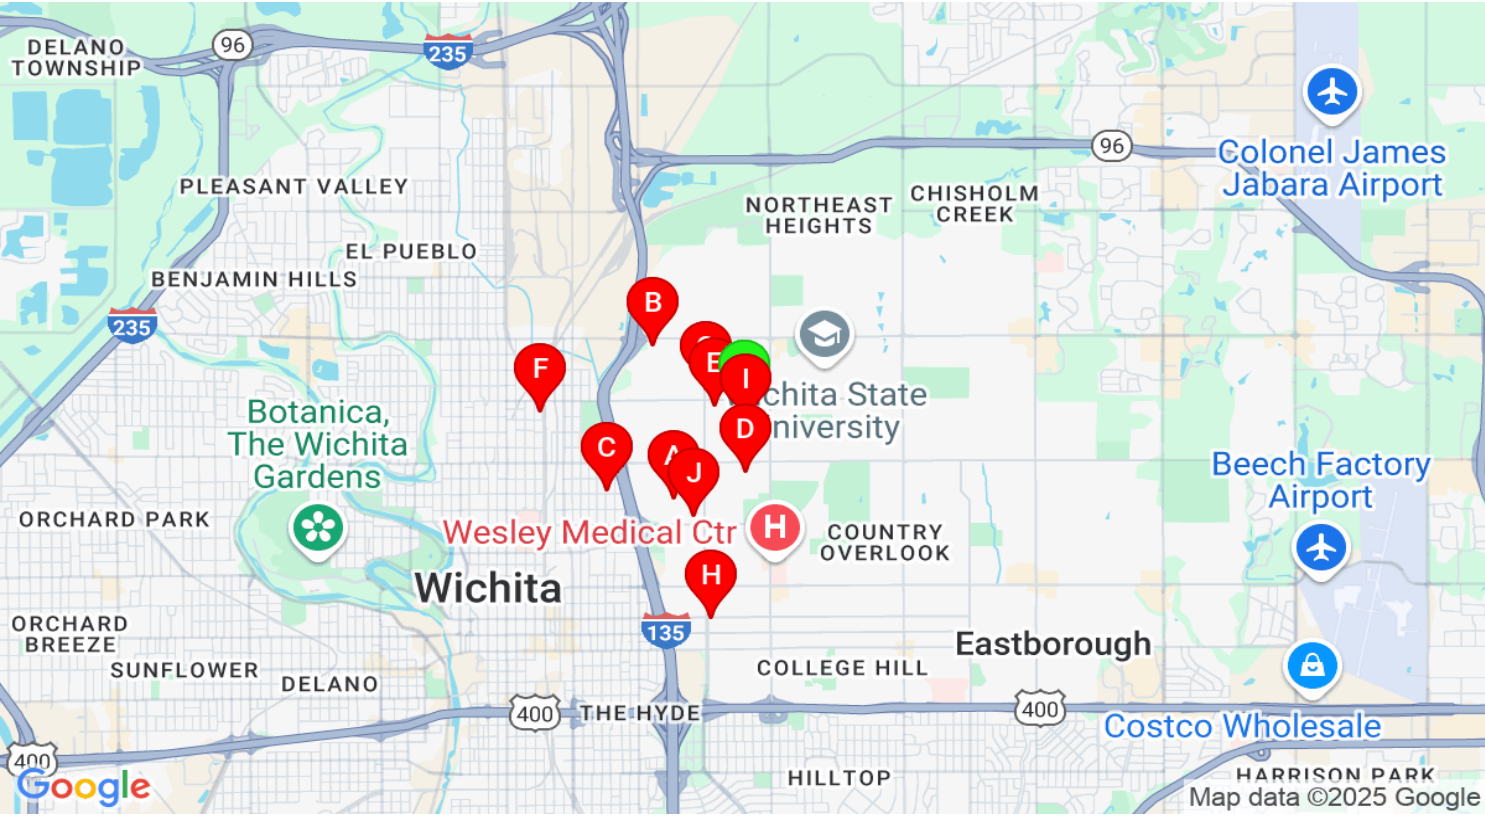 DELANO
TOWNSHIP
96
235
Colonel James
Jabara Airport
96
PLEASANT VALLEY
NORTHEAST
HEIGHTS
CHISHOLM
CREEK
EL PUEBLO
BENJAMIN HILLS
235
B
F
E
I
State
Botanica,
The Wichita
Gardens
C
A
J
D
Beech Factory
Airport
ORCHARD PARK
Wesley Medical Ctr
H
COUNTRY
OVERLOOK
Wichita
H
ORCHARD
BREEZE
135
Eastborough
SUNFLOWER
DELANO
COLLEGE HILL
400
THE HYDE
400
Costco Wholesale
400
Google
HILLTOP
HARRISON PARK
Map data ©2025 Google